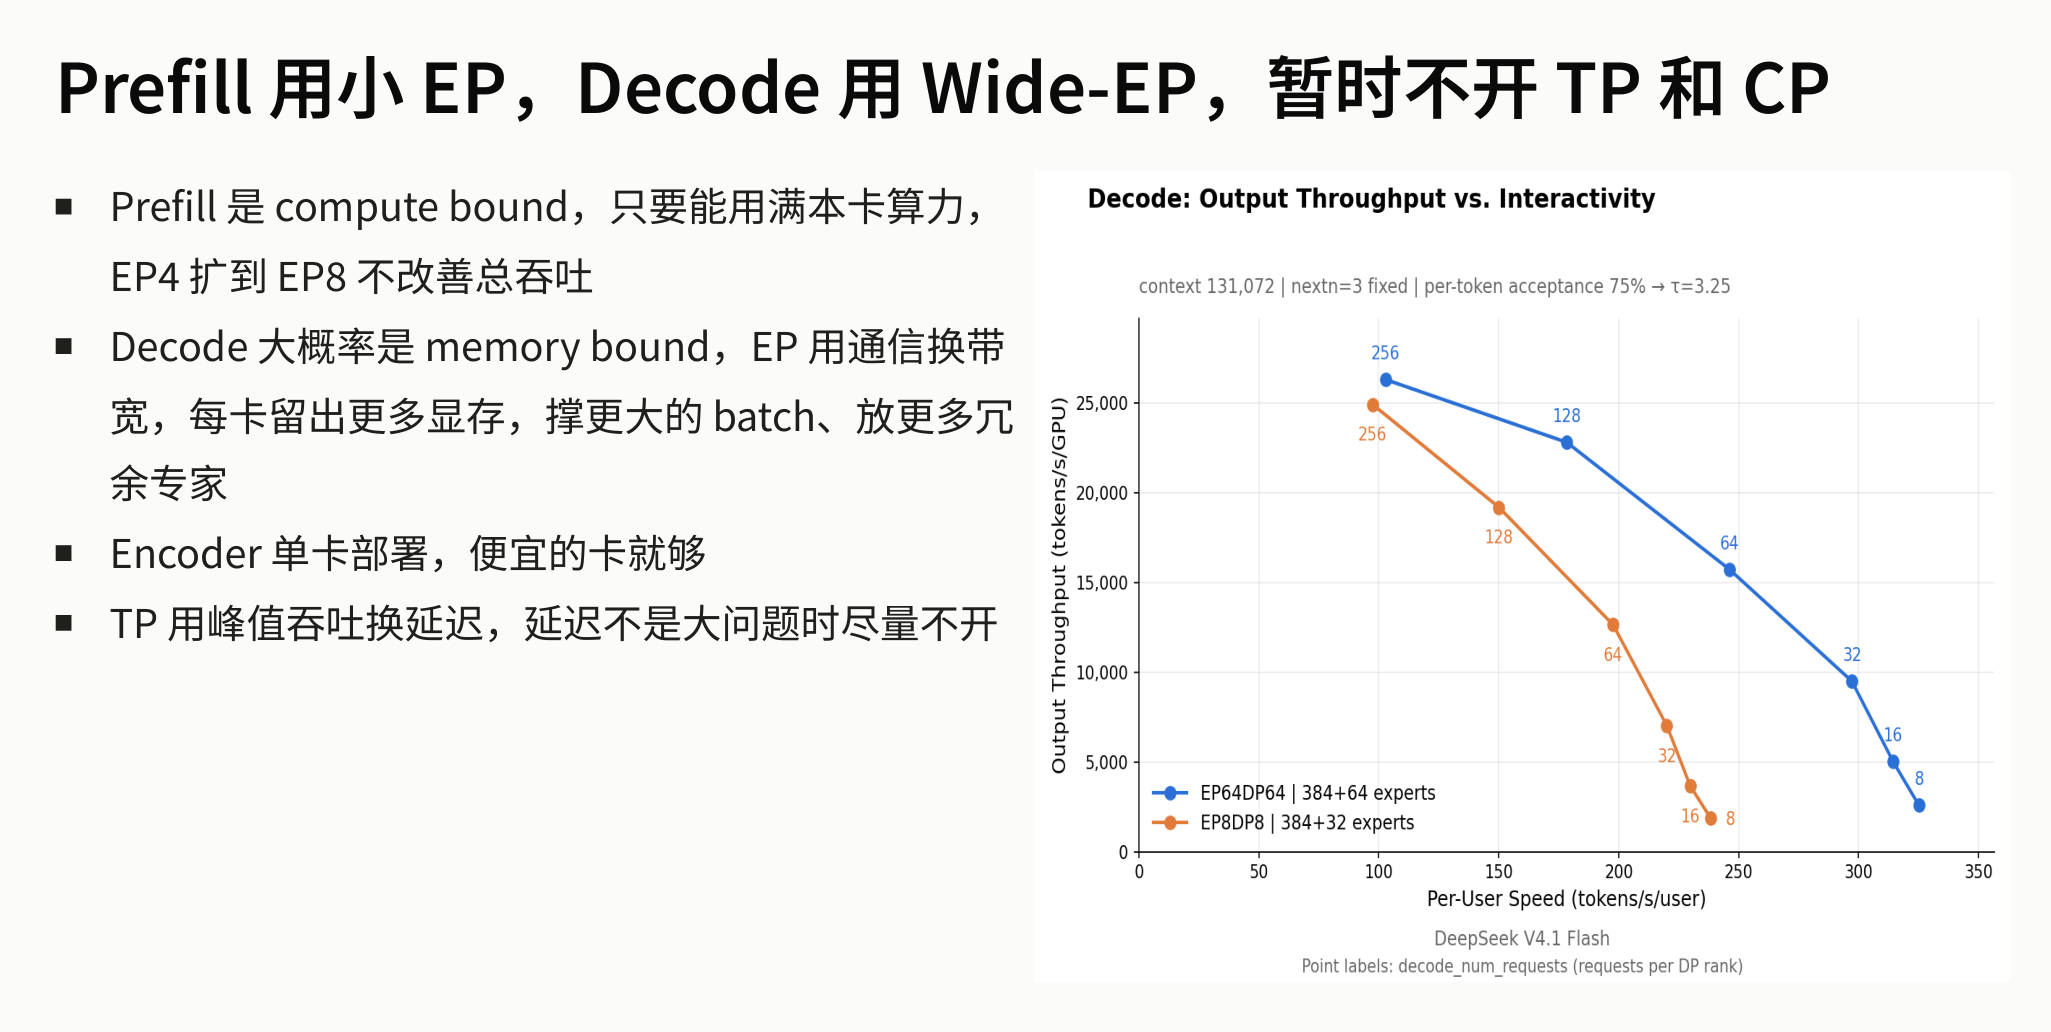 Prefill 用小 EP，Decode 用 Wide-EP，暂时不开 TP 和 CP
■ Prefill 是 compute bound，只要能用满本卡算力，
EP4 扩到 EP8 不改善总吞吐
■ Decode 大概率是 memory bound，EP 用通信换带
宽，每卡留出更多显存，撑更大的 batch、放更多冗
余专家
■ Encoder 单卡部署，便宜的卡就够
■ TP 用峰值吞吐换延迟，延迟不是大问题时尽量不开
Decode: Output Throughput vs. Interactivity
context 131,072 | nextn=3 fixed | per-token acceptance 75% → τ=3.25
Output Throughput (tokens/s/GPU)
25,000
20,000
15,000
10,000
5,000
0
256
128
64
32
16
8
256
128
64
32
16
8
EP64DP64 | 384+64 experts
EP8DP8 | 384+32 experts
0 50 100 150 200 250 300 350
Per-User Speed (tokens/s/user)
DeepSeek V4.1 Flash
Point labels: decode_num_requests (requests per DP rank)